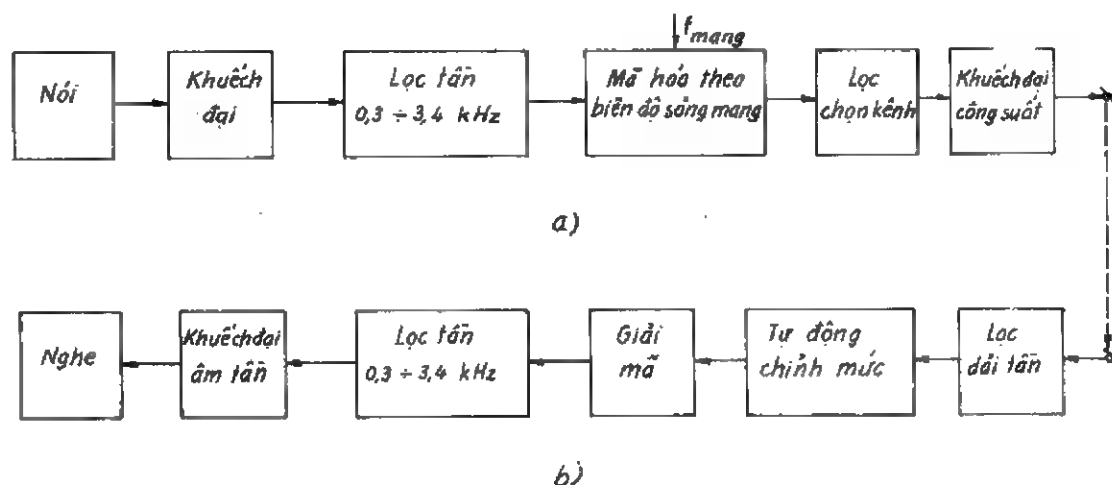 f mang
Nói
Khuếch
đại
Lọc tần
0,3 ÷ 3,4 kHz
Mã hóa theo
biên độ sóng mang
Lọc
chọn kênh
Khuếch đại
công suất
a)
Nghe
Khuếch đại
âm tần
Lọc tần
0,3 ÷ 3,4 kHz
Giải
mã
Tự động
chỉnh mức
Lọc
dải tần
b)